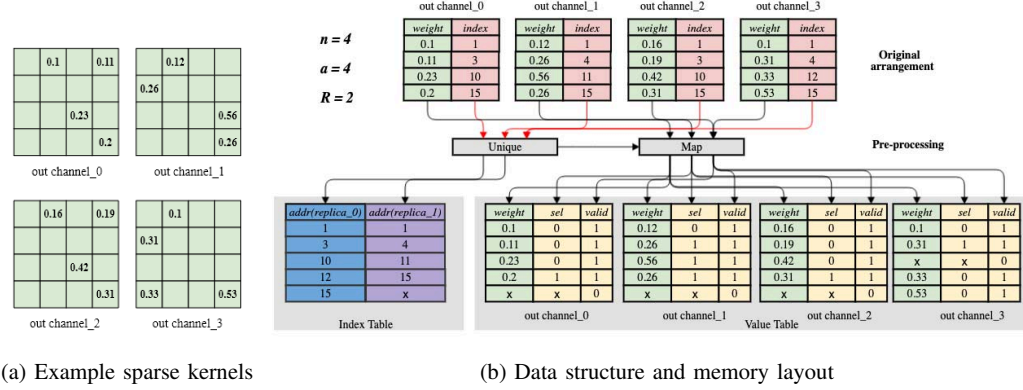 0.1 0.11
0.23
0.2
out channel_0
0.12
0.26
0.56
0.26
out channel_1
0.16 0.19
0.42
0.31
out channel_2
0.1
0.31
0.33 0.53
out channel_3
(a) Example sparse kernels
n = 4
a = 4
R = 2
out channel_0 out channel_1 out channel_2 out channel_3
weight index weight index weight index weight index
0.1 1 0.12 1 0.16 1 0.1 1
0.11 3 0.26 4 0.19 3 0.31 4
0.23 10 0.56 11 0.42 10 0.33 12
0.2 15 0.26 15 0.31 15 0.53 15
Original
arrangement
Unique Map
Pre-processing
addr(replica_0) addr(replica_1)
1 1
3 4
10 11
12 15
15 x
Index Table
weight sel valid weight sel valid weight sel valid weight sel valid
0.1 0 1 0.12 0 1 0.16 0 1 0.1 0 1
0.11 0 1 0.26 1 1 0.19 0 1 0.31 1 1
0.23 0 1 0.56 1 1 0.42 0 1 x x 0
0.2 1 1 0.26 1 1 0.31 1 1 0.33 0 1
x x 0 x x 0 x x 0 0.53 0 1
out channel_0 out channel_1 out channel_2 out channel_3
Value Table
(b) Data structure and memory layout